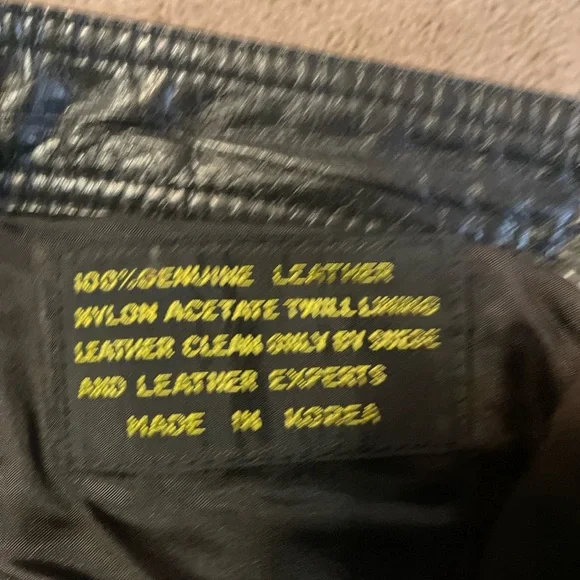 100% GENUINE LEATHER
NYLON ACETATE TWILL LINING
LEATHER CLEAN ONLY BY SUEDE
AND LEATHER EXPERTS
MADE IN KOREA